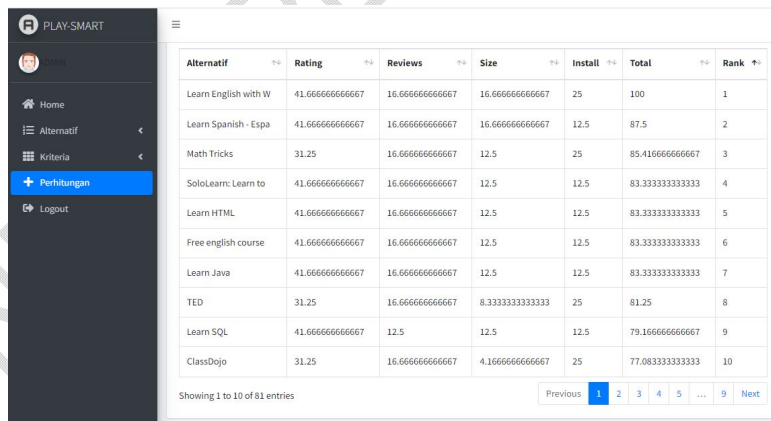 PLAY-SMART
ADMIN
Home
Alternatif
Kriteria
Perhitungan
Logout
Alternatif Rating Reviews Size Install Total Rank
Learn English with W 41.666666666667 16.666666666667 16.666666666667 25 100 1
Learn Spanish - Espa 41.666666666667 16.666666666667 16.666666666667 12.5 87.5 2
Math Tricks 31.25 16.666666666667 12.5 25 85.416666666667 3
SoloLearn: Learn to 41.666666666667 16.666666666667 12.5 12.5 83.333333333333 4
Learn HTML 41.666666666667 16.666666666667 12.5 12.5 83.333333333333 5
Free english course 41.666666666667 16.666666666667 12.5 12.5 83.333333333333 6
Learn Java 41.666666666667 16.666666666667 12.5 12.5 83.333333333333 7
TED 31.25 16.666666666667 8.3333333333333 25 81.25 8
Learn SQL 41.666666666667 12.5 12.5 12.5 79.166666666667 9
ClassDojo 31.25 16.666666666667 4.1666666666667 25 77.083333333333 10
Showing 1 to 10 of 81 entries
Previous 1 2 3 4 5 ... 9 Next